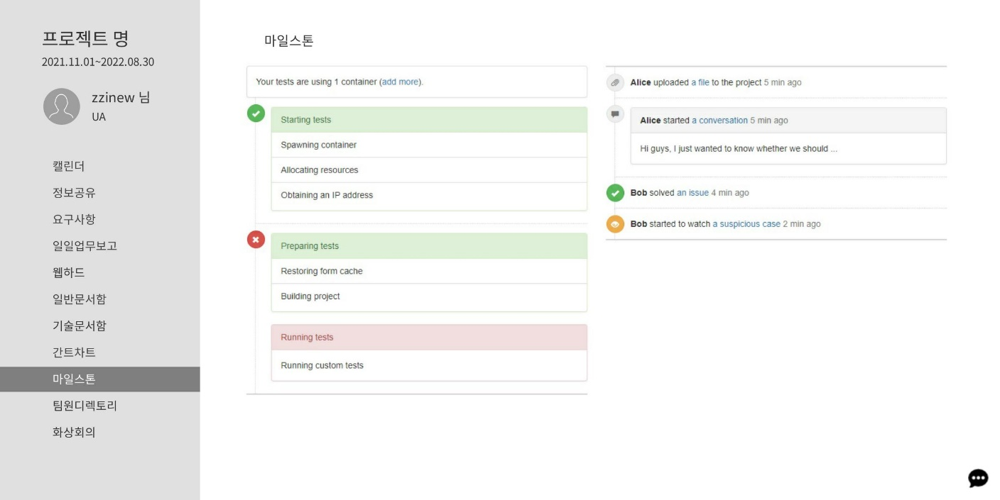 프로젝트 명
2021.11.01~2022.08.30
zzinew 님
UA
캘린더
정보공유
요구사항
일일업무보고
웹하드
일반문서함
기술문서함
간트차트
마일스톤
팀원디렉토리
화상회의
마일스톤
Your tests are using 1 container (add more).
Starting tests
Spawning container
Allocating resources
Obtaining an IP address
Preparing tests
Restoring form cache
Building project
Running tests
Running custom tests
Alice uploaded a file to the project 5 min ago
Alice started a conversation 5 min ago
Hi guys, I just wanted to know whether we should ...
Bob solved an issue 4 min ago
Bob started to watch a suspicious case 2 min ago